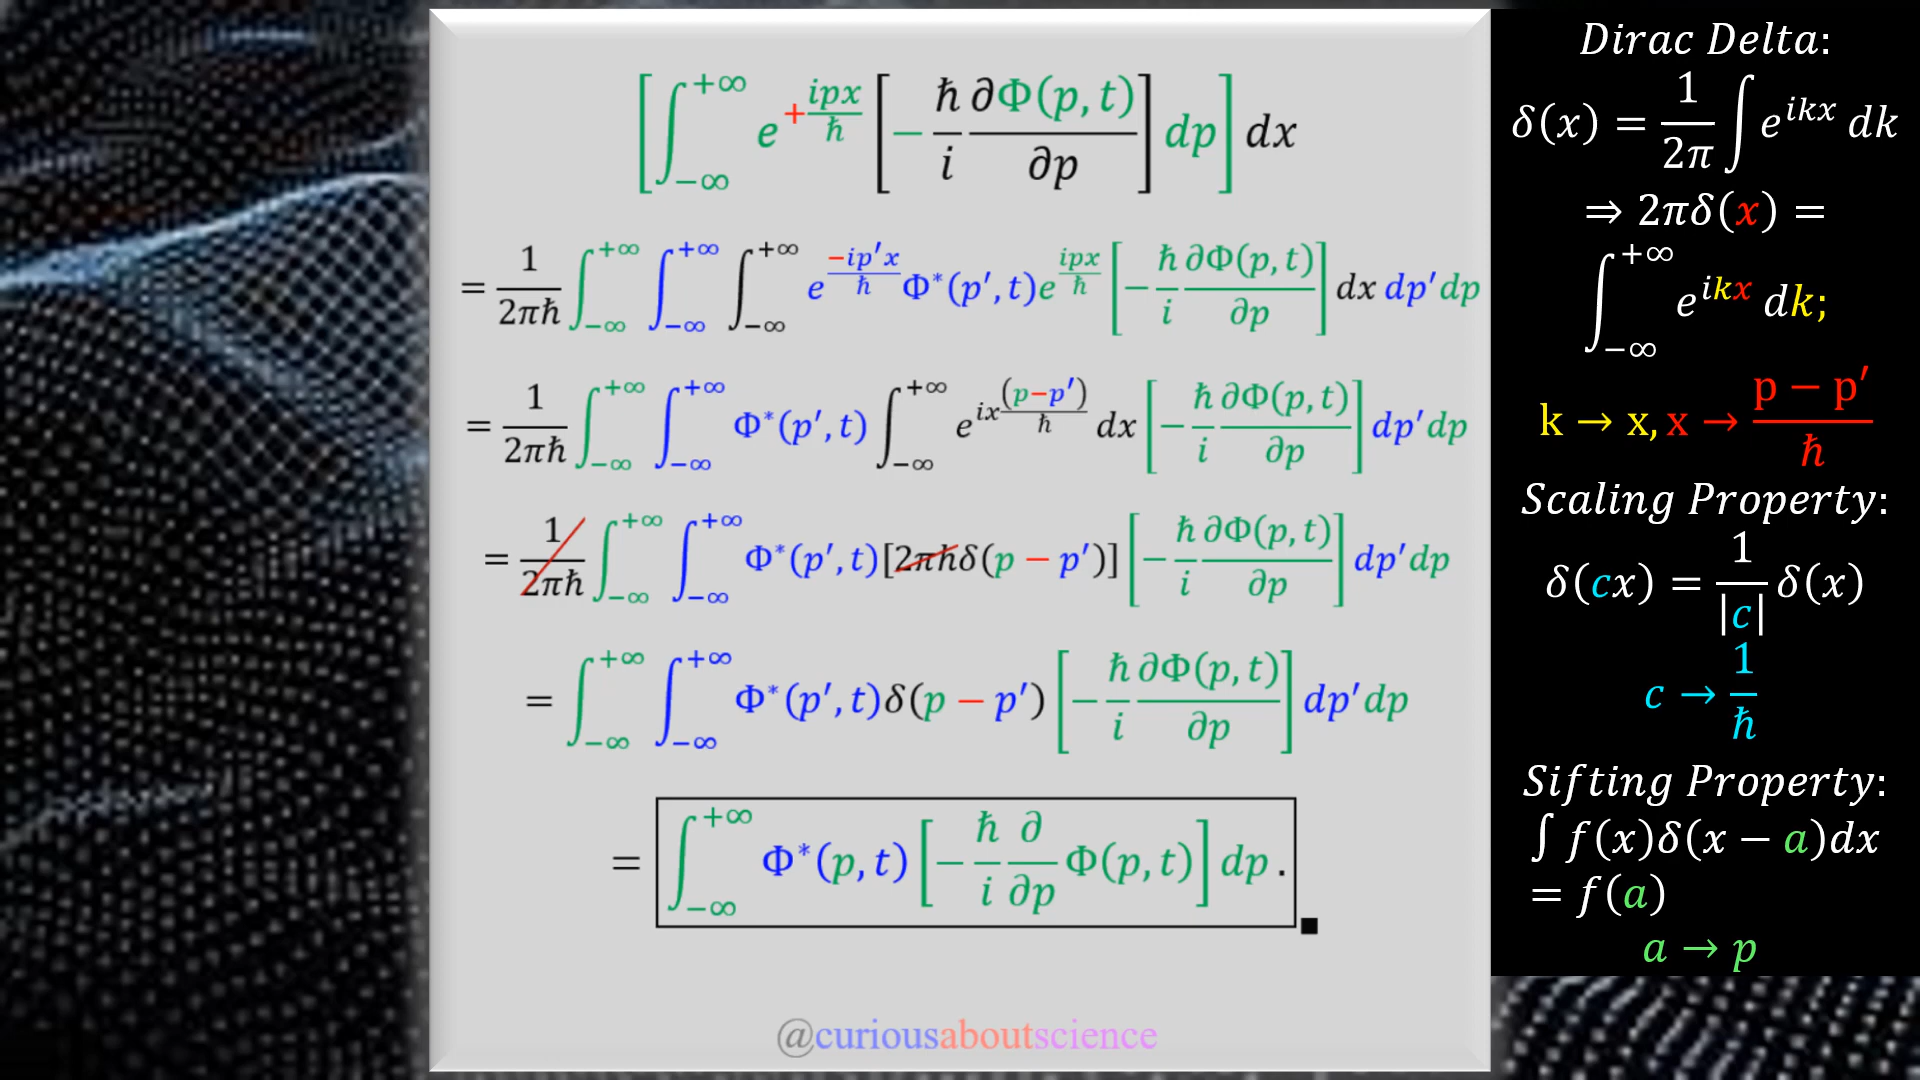 [∫_{−∞}^{+∞} e^{+ipx/ħ} [−ħ/i ∂Φ(p, t)/∂p] dp] dx
= 1/2πħ ∫_{−∞}^{+∞} ∫_{−∞}^{+∞} ∫_{−∞}^{+∞} e^{−ip′x/ħ} Φ*(p′, t) e^{ipx/ħ} [−ħ/i ∂Φ(p, t)/∂p] dx dp′dp
= 1/2πħ ∫_{−∞}^{+∞} ∫_{−∞}^{+∞} Φ*(p′, t) ∫_{−∞}^{+∞} e^{ix(p−p′)/ħ} dx [−ħ/i ∂Φ(p, t)/∂p] dp′dp
= 1/2πħ ∫_{−∞}^{+∞} ∫_{−∞}^{+∞} Φ*(p′, t)[2πħδ(p − p′)] [−ħ/i ∂Φ(p, t)/∂p] dp′dp
= ∫_{−∞}^{+∞} ∫_{−∞}^{+∞} Φ*(p′, t)δ(p − p′) [−ħ/i ∂Φ(p, t)/∂p] dp′dp
= ∫_{−∞}^{+∞} Φ*(p, t) [−ħ/i ∂/∂p Φ(p, t)] dp . ■
@curiousaboutscience
Dirac Delta:
δ(x) = 1/2π ∫ e^{ikx} dk
⇒ 2πδ(x) =
∫_{−∞}^{+∞} e^{ikx} dk;
k → x, x → p − p′/ħ
Scaling Property:
δ(cx) = 1/|c| δ(x)
c → 1/ħ
Sifting Property:
∫ f(x)δ(x − a)dx
= f(a)
a → p